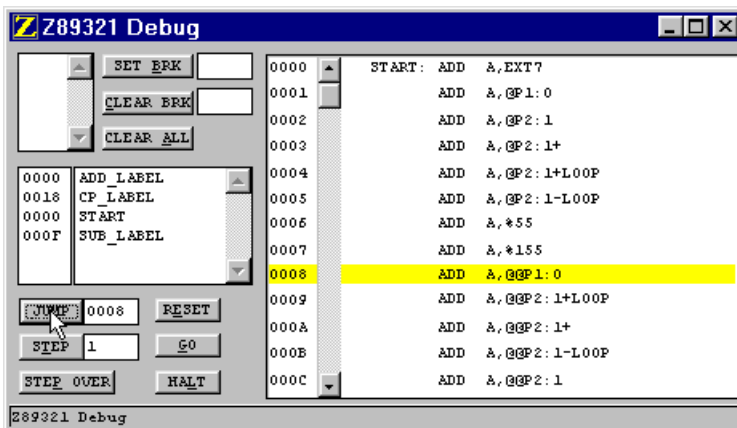 Z89321 Debug
SET BRK
CLEAR BRK
CLEAR ALL
0000 ADD_LABEL
0018 CP_LABEL
0000 START
000F SUB_LABEL
JUMP 0008 RESET
STEP 1 GO
STEP OVER HALT
0000 START: ADD A,EXT7
0001 ADD A,@P1:0
0002 ADD A,@P2:1
0003 ADD A,@P2:1+
0004 ADD A,@P2:1+LOOP
0005 ADD A,@P2:1-LOOP
0006 ADD A,%55
0007 ADD A,%155
0008 ADD A,@@P1:0
0009 ADD A,@@P2:1+LOOP
000A ADD A,@@P2:1+
000B ADD A,@@P2:1-LOOP
000C ADD A,@@P2:1
Z89321 Debug